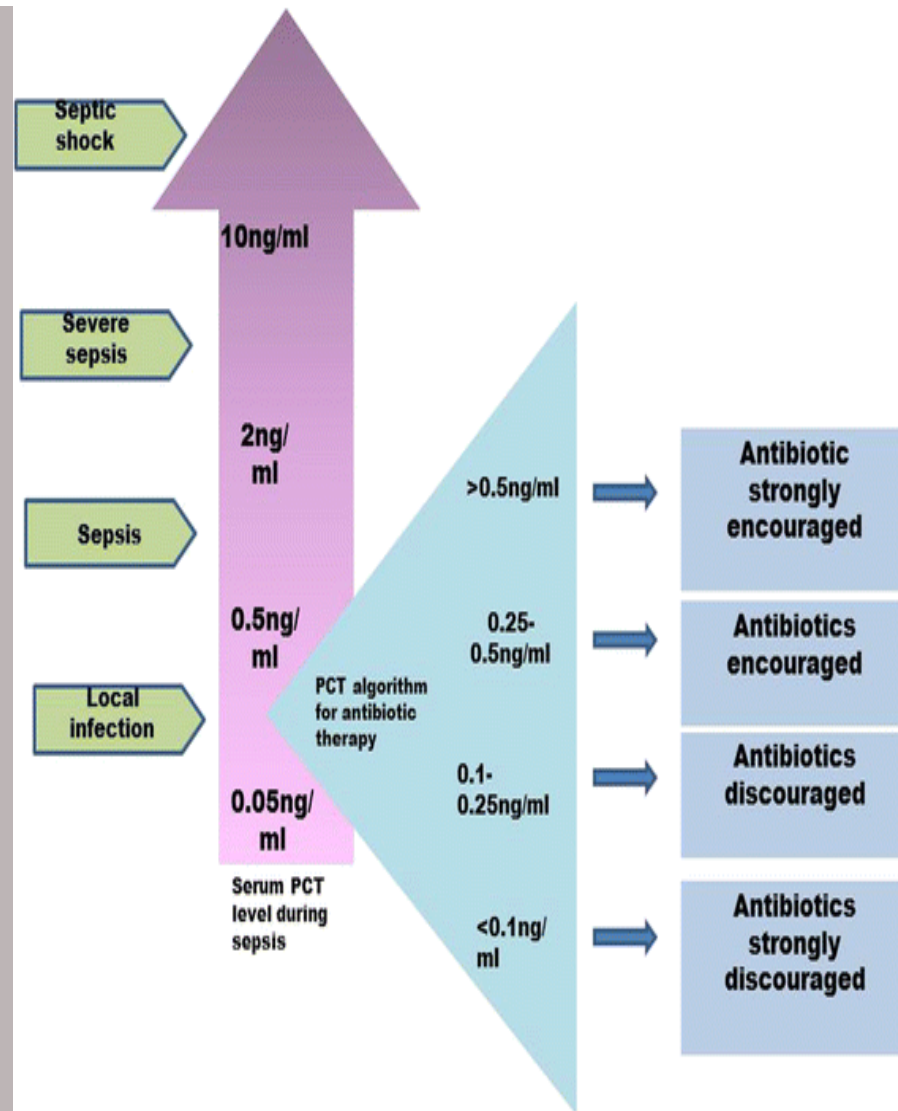 Septic
shock
Severe
sepsis
Sepsis
Local
infection
10ng/ml
2ng/
ml
0.5ng/
ml
0.05ng/
ml
Serum PCT
level during
sepsis
PCT algorithm
for antibiotic
therapy
>0.5ng/ml
0.25-
0.5ng/ml
0.1-
0.25ng/ml
<0.1ng/
ml
Antibiotic
strongly
encouraged
Antibiotics
encouraged
Antibiotics
discouraged
Antibiotics
strongly
discouraged